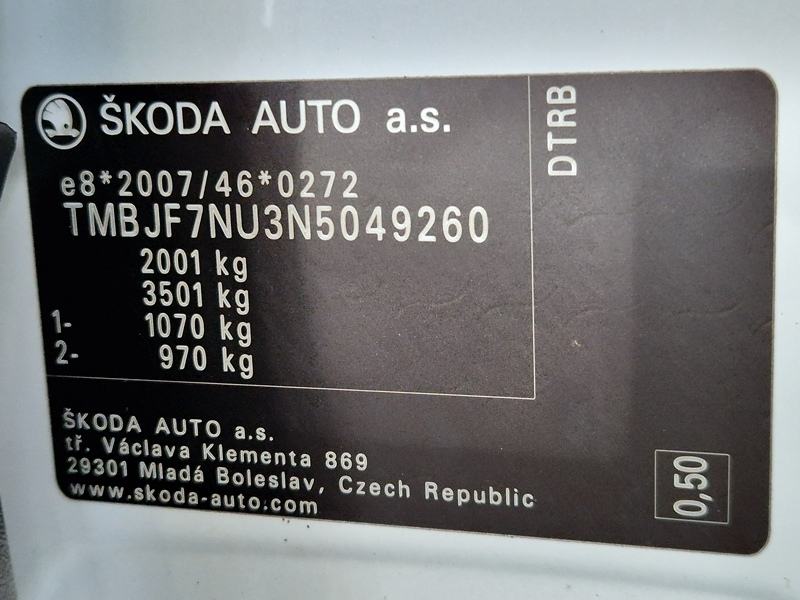 ŠKODA AUTO a.s.
e8*2007/46*0272
TMBJF7NU3N5049260
2001 kg
3501 kg
1- 1070 kg
2- 970 kg
DTRB
ŠKODA AUTO a.s.
tř. Václava Klementa 869
29301 Mladá Boleslav, Czech Republic
www.skoda-auto.com
0,50